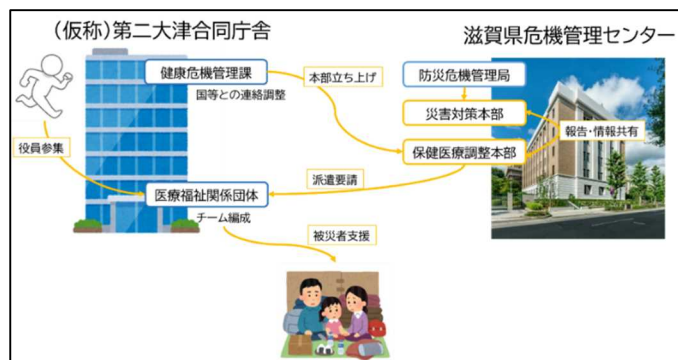 (仮称)第二大津合同庁舎
滋賀県危機管理センター
健康危機管理課
国等との連絡調整
本部立ち上げ
防災危機管理局
災害対策本部
報告・情報共有
保健医療調整本部
役員参集
医療福祉関係団体
派遣要請
チーム編成
被災者支援